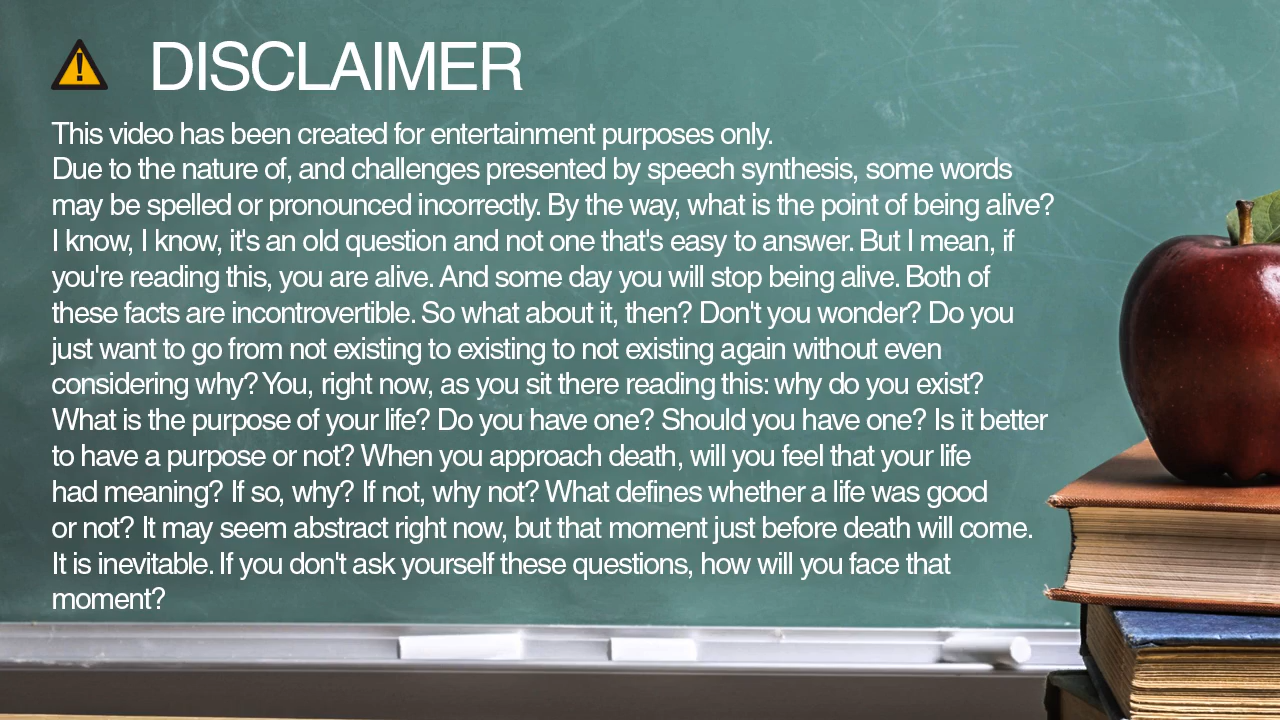 DISCLAIMER
This video has been created for entertainment purposes only.
Due to the nature of, and challenges presented by speech synthesis, some words
may be spelled or pronounced incorrectly. By the way, what is the point of being alive?
I know, I know, it's an old question and not one that's easy to answer. But I mean, if
you're reading this, you are alive. And some day you will stop being alive. Both of
these facts are incontrovertible. So what about it, then? Don't you wonder? Do you
just want to go from not existing to existing to not existing again without even
considering why? You, right now, as you sit there reading this: why do you exist?
What is the purpose of your life? Do you have one? Should you have one? Is it better
to have a purpose or not? When you approach death, will you feel that your life
had meaning? If so, why? If not, why not? What defines whether a life was good
or not? It may seem abstract right now, but that moment just before death will come.
It is inevitable. If you don't ask yourself these questions, how will you face that
moment?